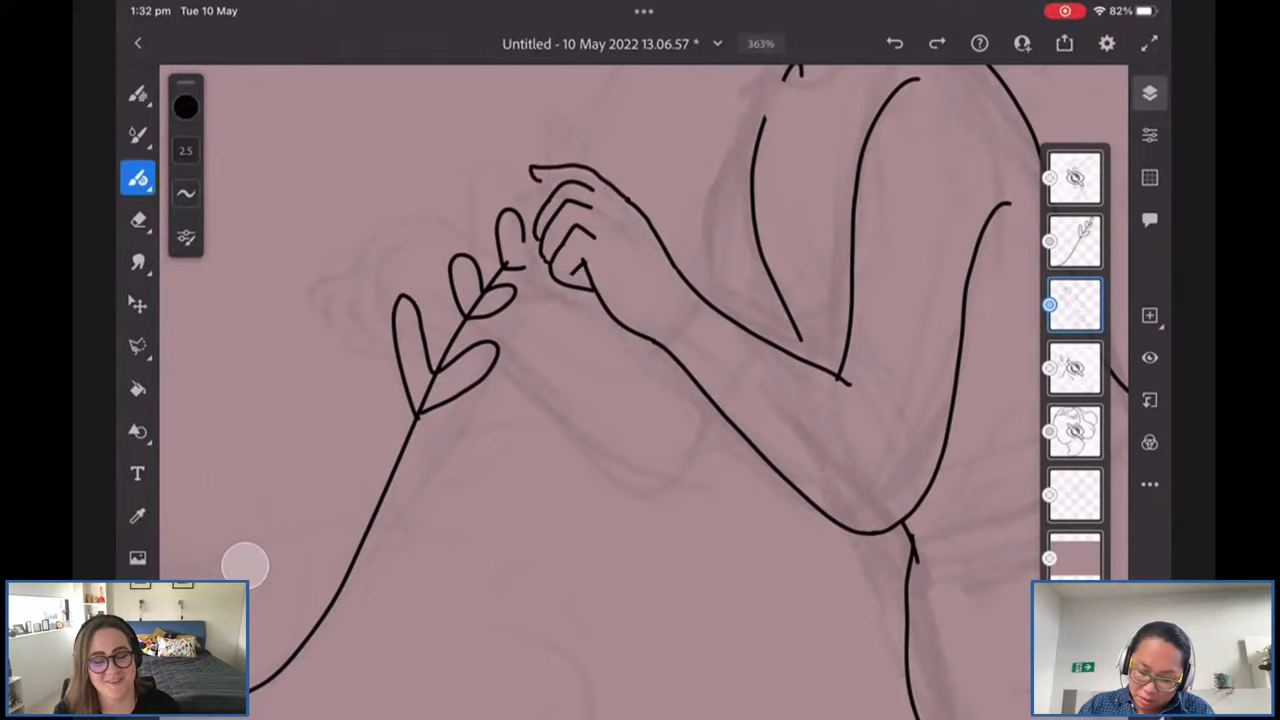 1:32 pm Tue 10 May
82%
Untitled - 10 May 2022 13.06.57 *
363%
2.5
T